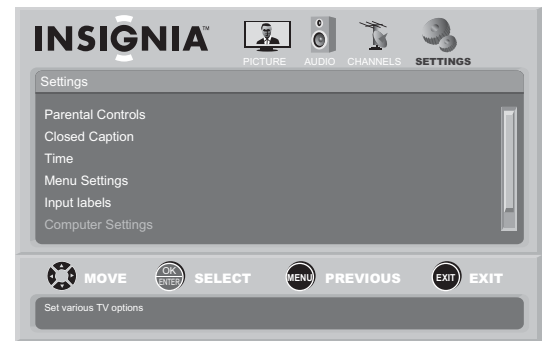 INSIGNIA™
PICTURE AUDIO CHANNELS SETTINGS
Settings
Parental Controls
Closed Caption
Time
Menu Settings
Input labels
Computer Settings
MOVE OK ENTER SELECT MENU PREVIOUS EXIT EXIT
Set various TV options